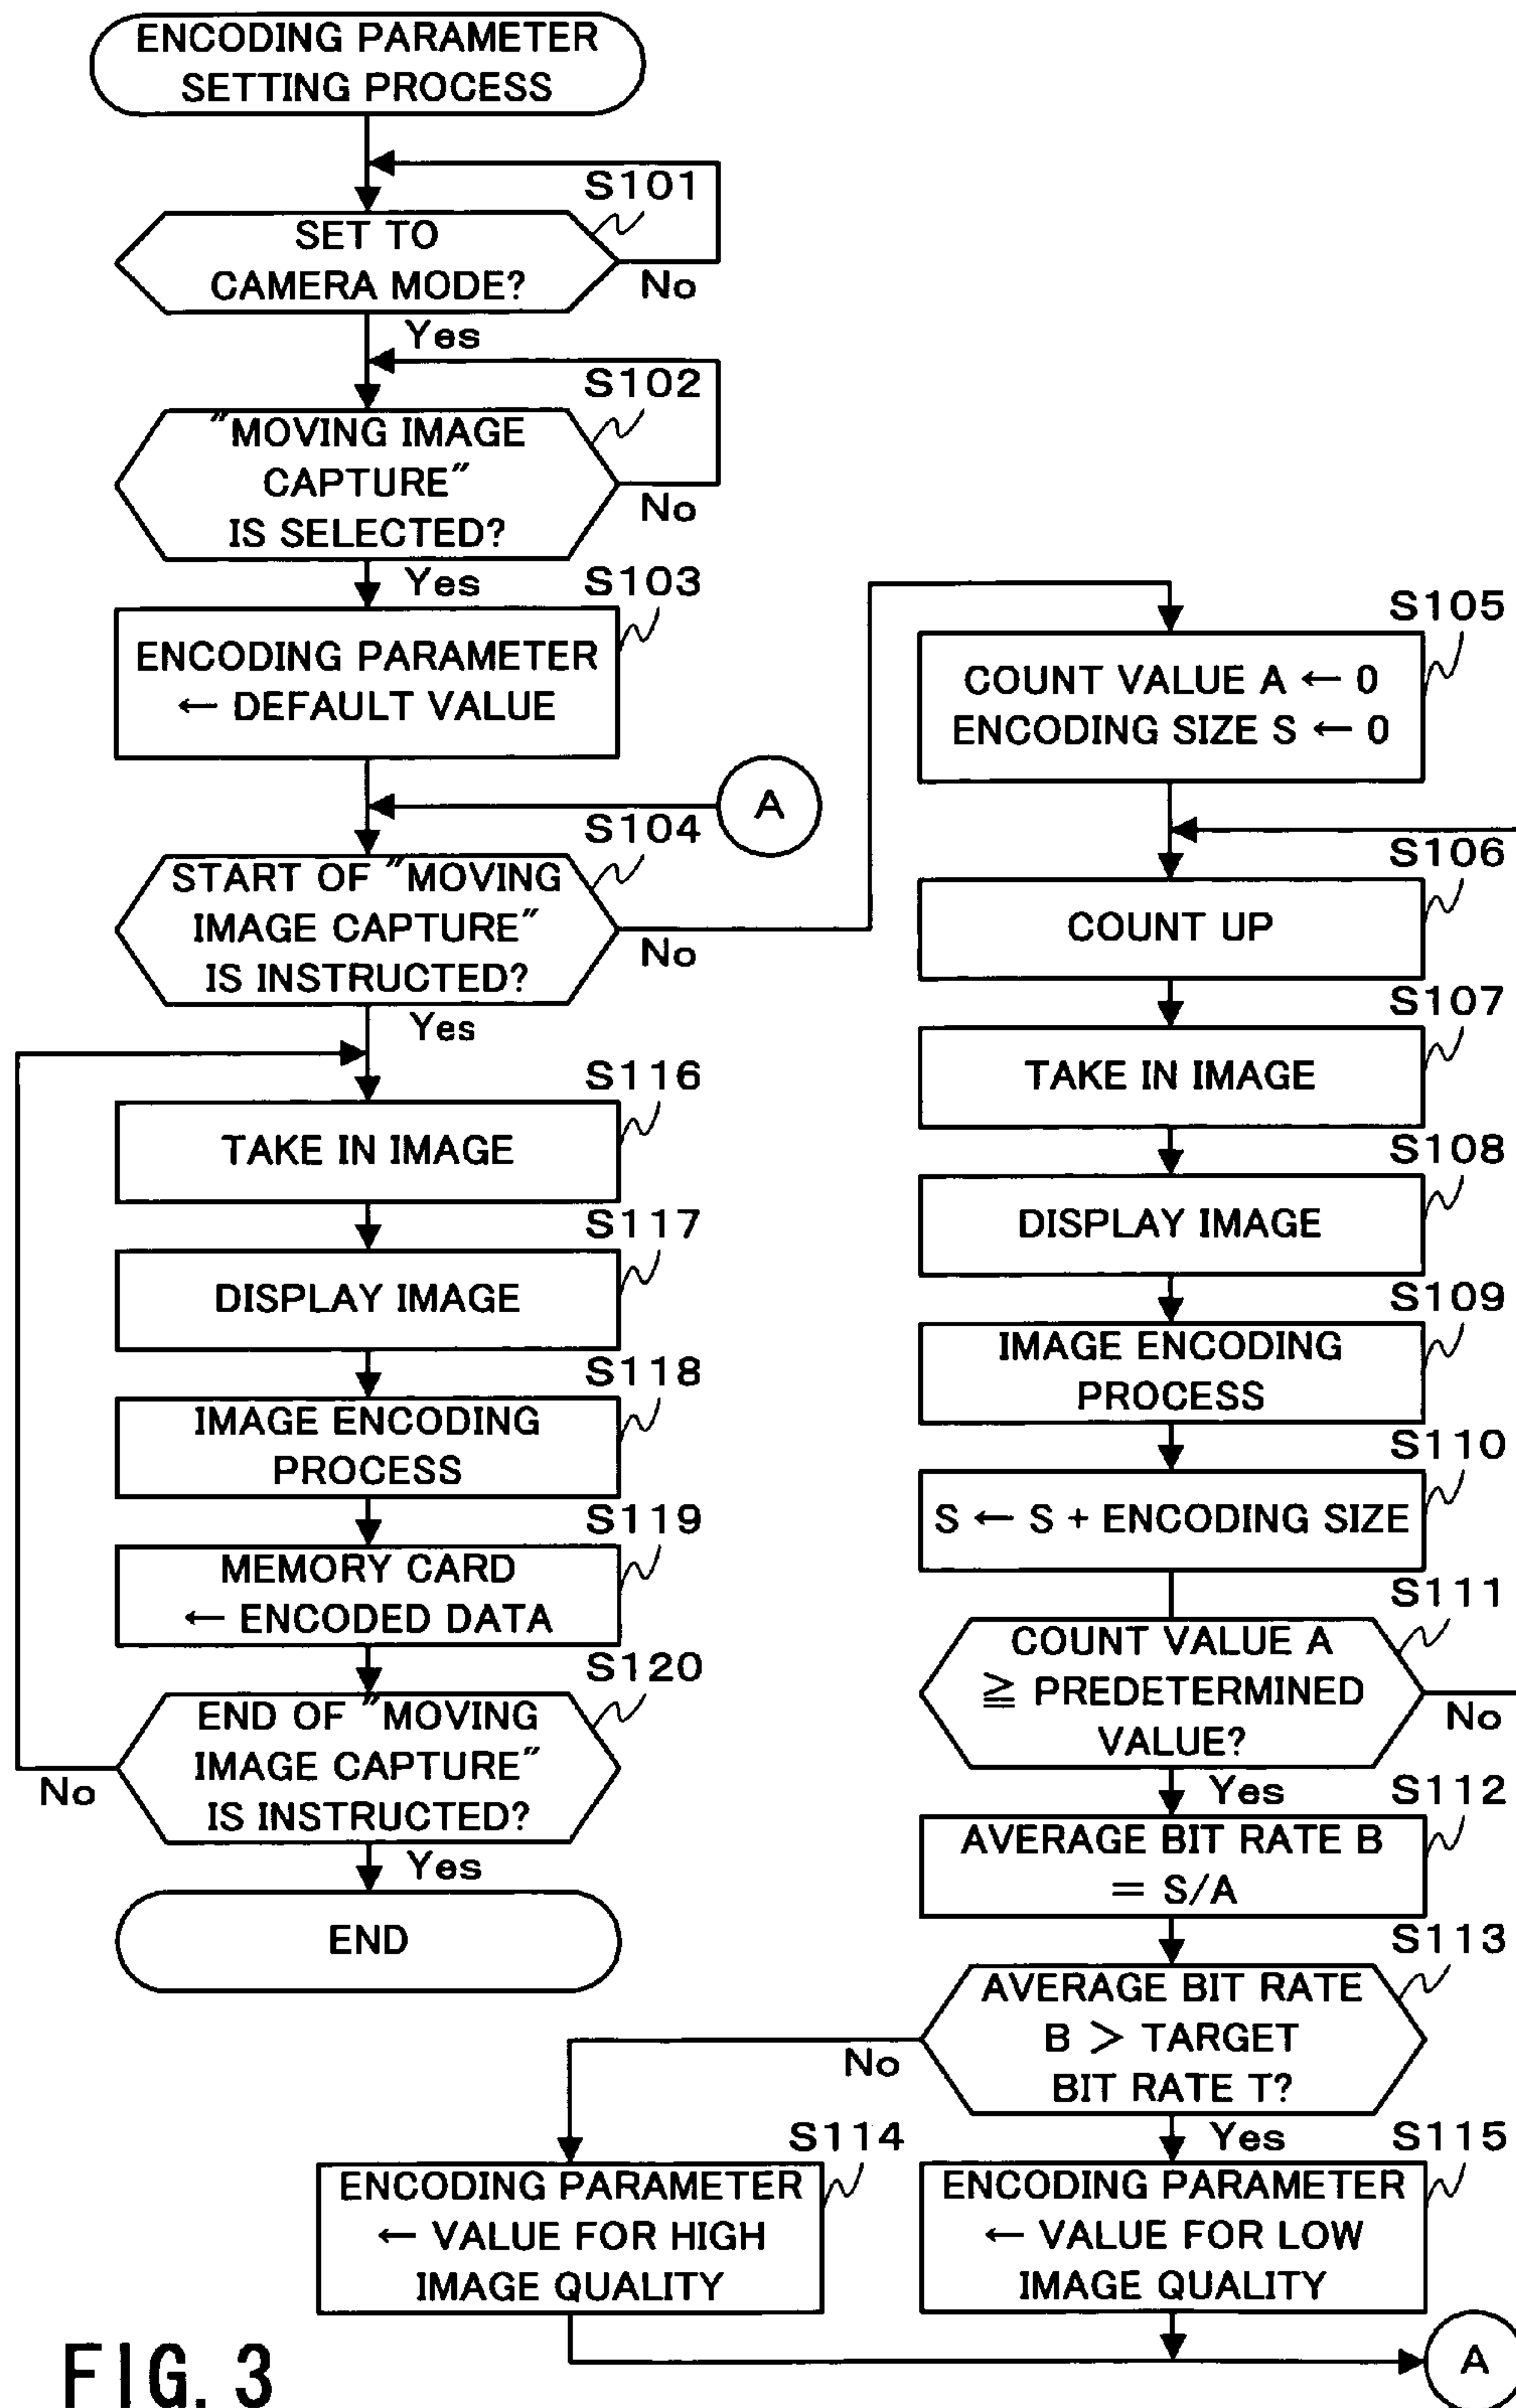 ENCODING PARAMETER
SETTING PROCESS
S101
SET TO
CAMERA MODE?
No
Yes
S102
"MOVING IMAGE
CAPTURE"
IS SELECTED?
No
Yes
S103
ENCODING PARAMETER
← DEFAULT VALUE
A
S104
START OF "MOVING
IMAGE CAPTURE"
IS INSTRUCTED?
No
Yes
S116
TAKE IN IMAGE
S117
DISPLAY IMAGE
S118
IMAGE ENCODING
PROCESS
S119
MEMORY CARD
← ENCODED DATA
S120
END OF "MOVING
IMAGE CAPTURE"
IS INSTRUCTED?
No
Yes
END
S105
COUNT VALUE A ← 0
ENCODING SIZE S ← 0
S106
COUNT UP
S107
TAKE IN IMAGE
S108
DISPLAY IMAGE
S109
IMAGE ENCODING
PROCESS
S110
S ← S + ENCODING SIZE
S111
COUNT VALUE A
≧ PREDETERMINED
VALUE?
No
Yes
S112
AVERAGE BIT RATE B
= S/A
S113
AVERAGE BIT RATE
B > TARGET
BIT RATE T?
No
Yes
S114
ENCODING PARAMETER
← VALUE FOR HIGH
IMAGE QUALITY
S115
ENCODING PARAMETER
← VALUE FOR LOW
IMAGE QUALITY
A
FIG. 3